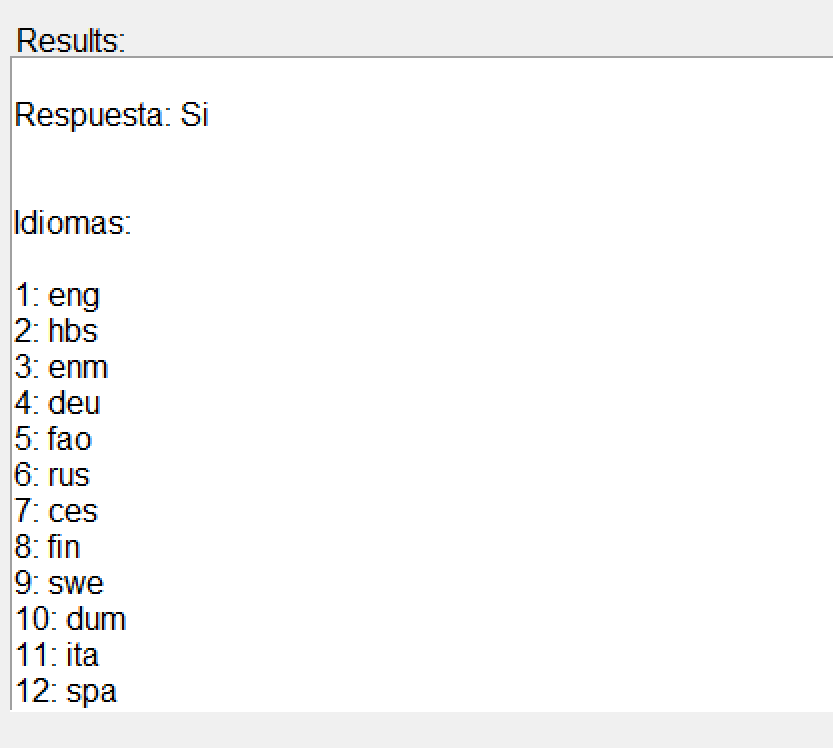 Results:
Respuesta: Si
Idiomas:
1: eng
2: hbs
3: enm
4: deu
5: fao
6: rus
7: ces
8: fin
9: swe
10: dum
11: ita
12: spa